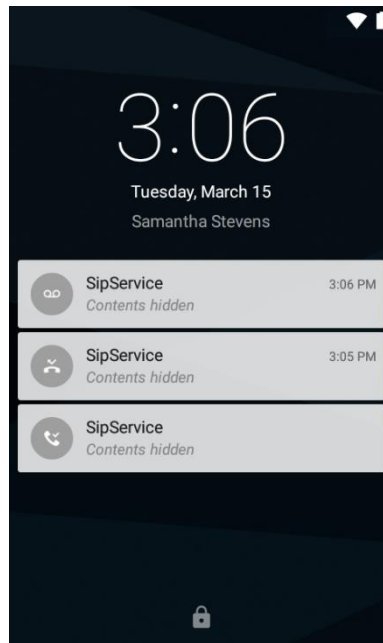 3:06
Tuesday, March 15
Samantha Stevens
SipService 3:06 PM
Contents hidden
SipService 3:05 PM
Contents hidden
SipService
Contents hidden